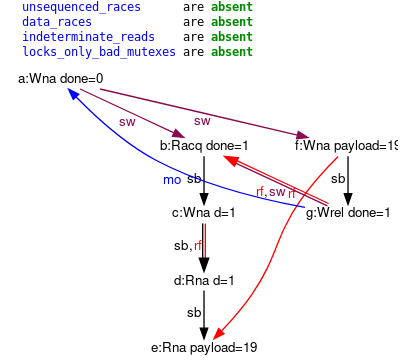 unsequenced_races are absent
data_races are absent
indeterminate_reads are absent
locks_only_bad_mutexes are absent
a:Wna done=0
sw
sw
b:Racq done=1
f:Wna payload=19
mo
sb
rf,sw
rf
sb
c:Wna d=1
g:Wrel done=1
sb,rf
d:Rna d=1
sb
e:Rna payload=19